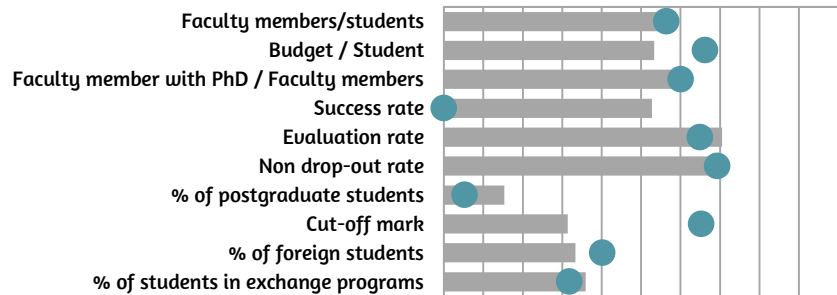 Faculty members/students
Budget / Student
Faculty member with PhD / Faculty members
Success rate
Evaluation rate
Non drop-out rate
% of postgraduate students
Cut-off mark
% of foreign students
% of students in exchange programs